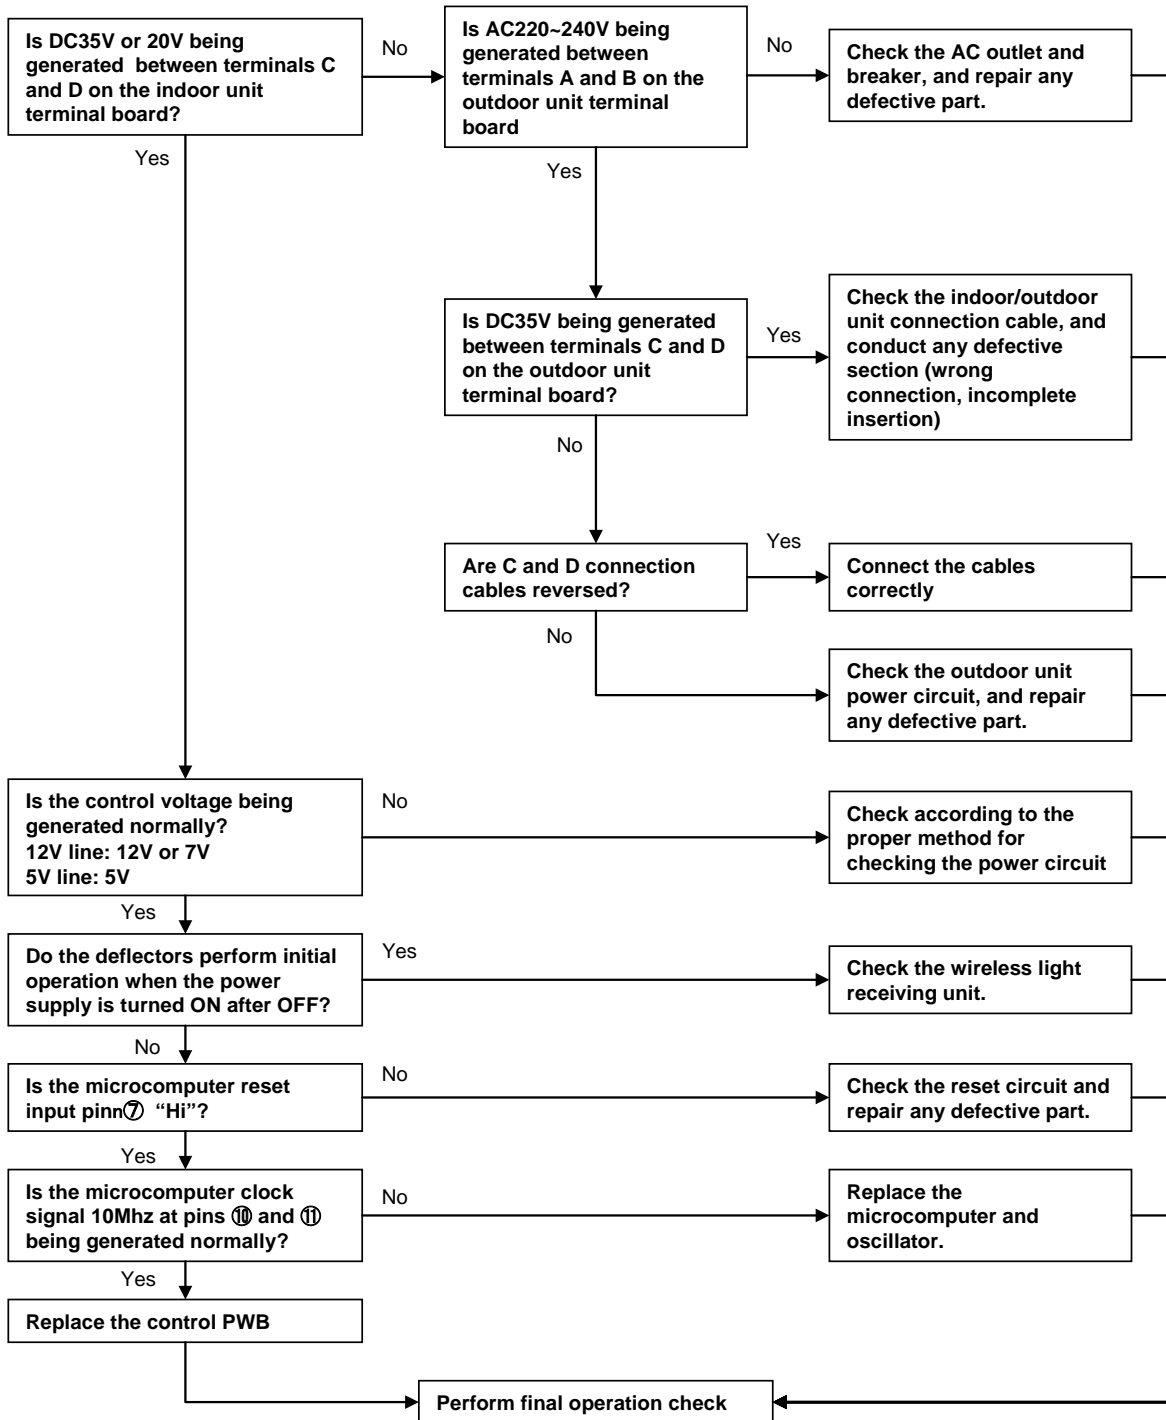 Is DC35V or 20V being
generated between terminals C
and D on the indoor unit
terminal board?
No
Is AC220~240V being
generated between
terminals A and B on the
outdoor unit terminal
board
No
Check the AC outlet and
breaker, and repair any
defective part.
Yes
Yes
Is DC35V being generated
between terminals C and D
on the outdoor unit
terminal board?
Yes
Check the indoor/outdoor
unit connection cable, and
conduct any defective
section (wrong
connection, incomplete
insertion)
No
Are C and D connection
cables reversed?
Yes
Connect the cables
correctly
No
Check the outdoor unit
power circuit, and repair
any defective part.
Is the control voltage being
generated normally?
12V line: 12V or 7V
5V line: 5V
No
Check according to the
proper method for
checking the power circuit
Yes
Do the deflectors perform initial
operation when the power
supply is turned ON after OFF?
Yes
Check the wireless light
receiving unit.
No
Is the microcomputer reset
input pinn⑦ “Hi”?
No
Check the reset circuit and
repair any defective part.
Yes
Is the microcomputer clock
signal 10Mhz at pins ⑩ and ⑪
being generated normally?
No
Replace the
microcomputer and
oscillator.
Yes
Replace the control PWB
Perform final operation check